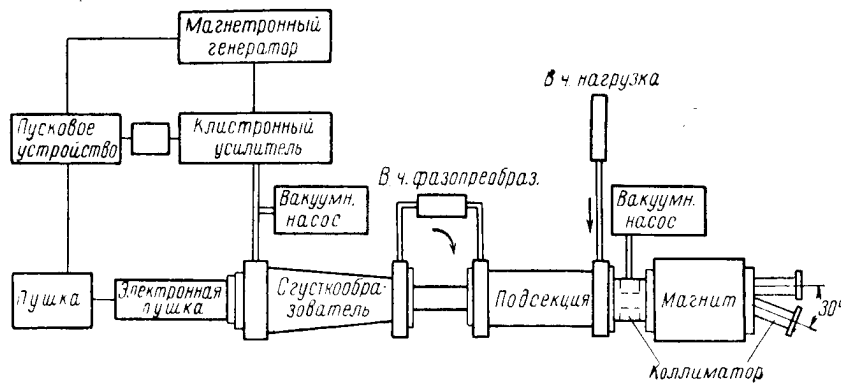 Магнетронный
генератор
Пусковое
устройство
Клистронный
усилитель
В ч. нагрузка
В. ч. фазопреобраз.
Вакуумн.
насос
Вакуумн.
насос
Пушка
Электронная
пушка
Сгусткообра-
зователь
Подсекция
Магнит
30°
Коллиматор